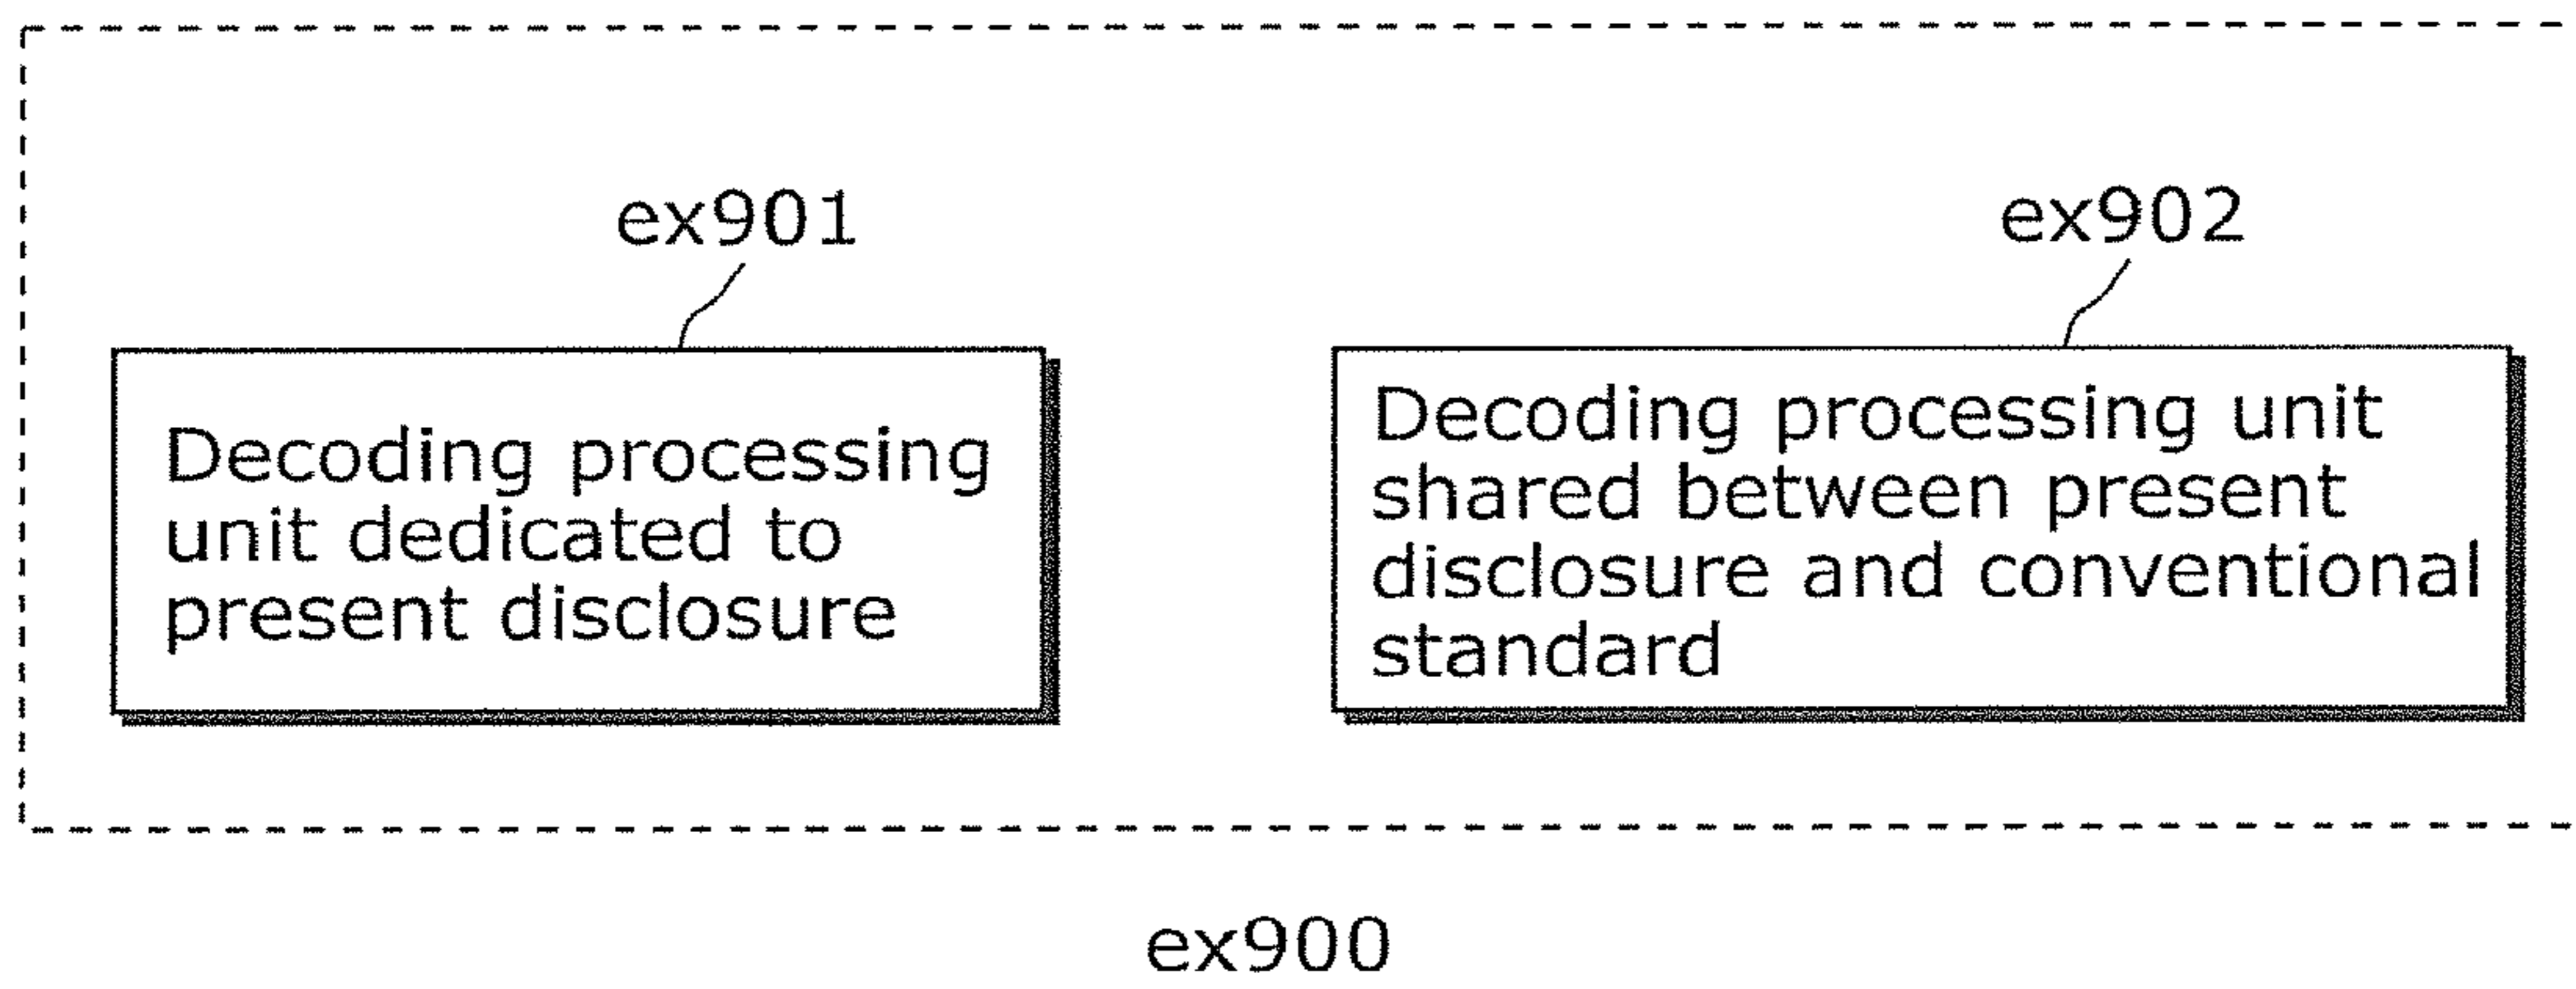 ex901
Decoding processing
unit dedicated to
present disclosure
ex902
Decoding processing unit
shared between present
disclosure and conventional
standard
ex900